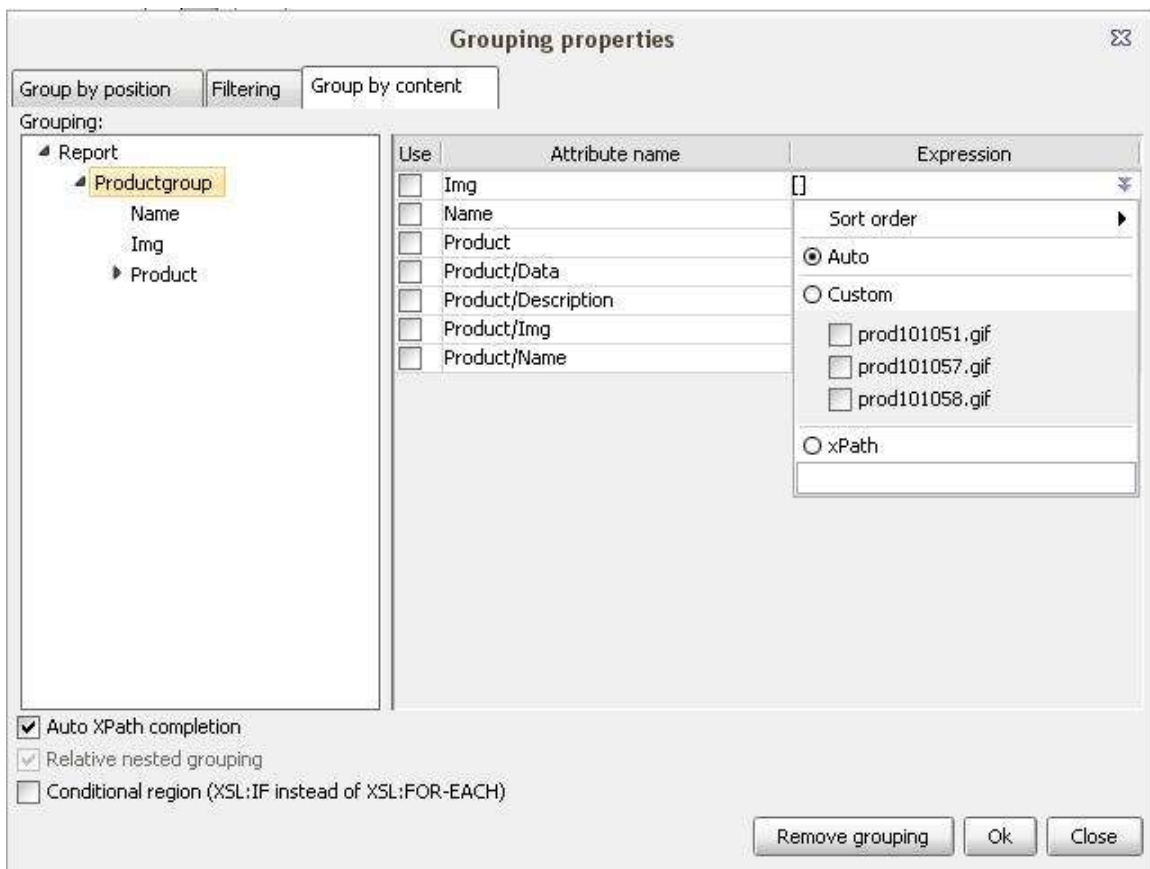 Grouping properties
Group by position Filtering Group by content
Grouping:
Report
Productgroup
Name
Img
Product
Use Attribute name Expression
Img []
Name
Product
Product/Data
Product/Description
Product/Img
Product/Name
Sort order
Auto
Custom
prod101051.gif
prod101057.gif
prod101058.gif
xPath
Auto XPath completion
Relative nested grouping
Conditional region (XSL:IF instead of XSL:FOR-EACH)
Remove grouping Ok Close